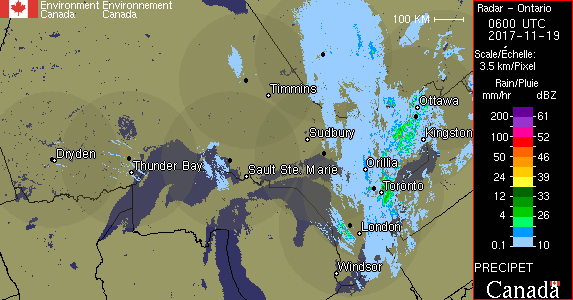 Environment Environnement
Canada Canada
100 KM
Timmins
Ottawa
Sudbury
Kingston
Dryden
Thunder Bay
Sault Ste. Marie
Orillia
Toronto
London
Windsor
Radar - Ontario
0600 UTC
2017-11-19
Scale/Échelle:
3.5 km/Pixel
Rain/Pluie
mm/hr dBZ
200 61
100 52
50 46
24 39
12 33
4 26
0.1 10
PRECIPET
Canada